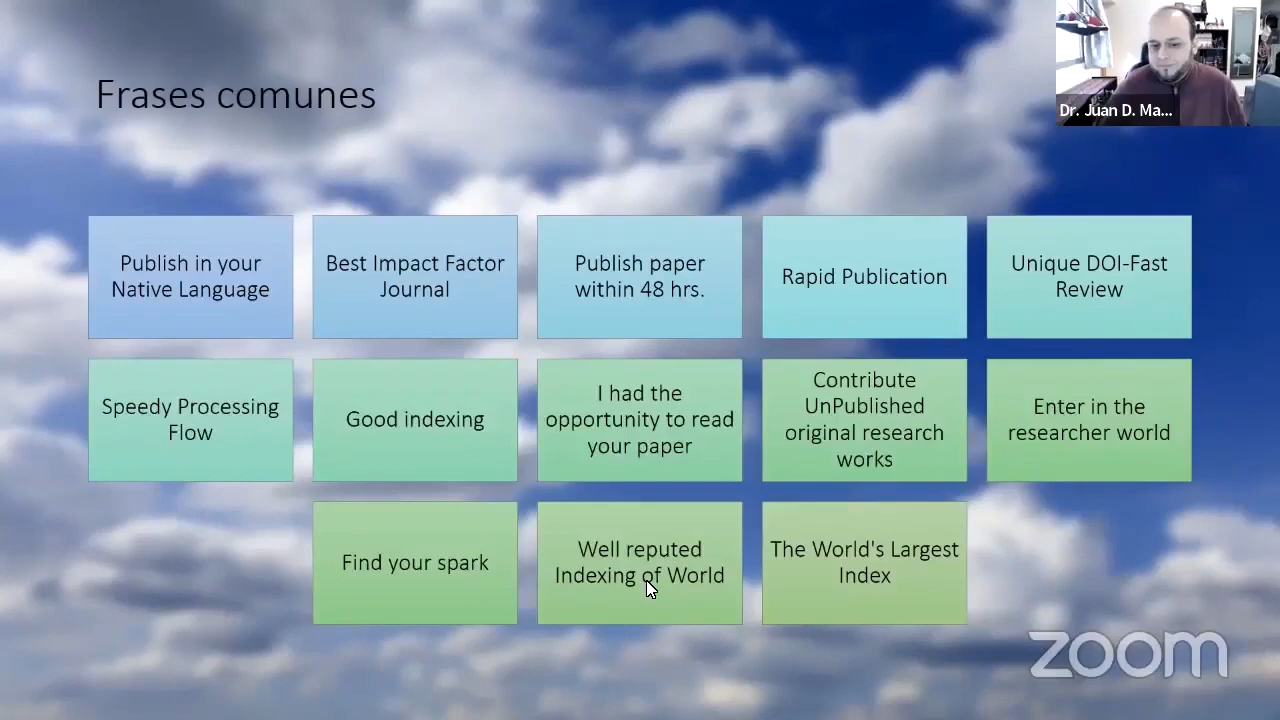 Frases comunes
Dr. Juan D. Ma...
Publish in your
Native Language
Best Impact Factor
Journal
Publish paper
within 48 hrs.
Rapid Publication
Unique DOI-Fast
Review
Speedy Processing
Flow
Good indexing
I had the
opportunity to read
your paper
Contribute
UnPublished
original research
works
Enter in the
researcher world
Find your spark
Well reputed
Indexing of World
The World's Largest
Index
zoom